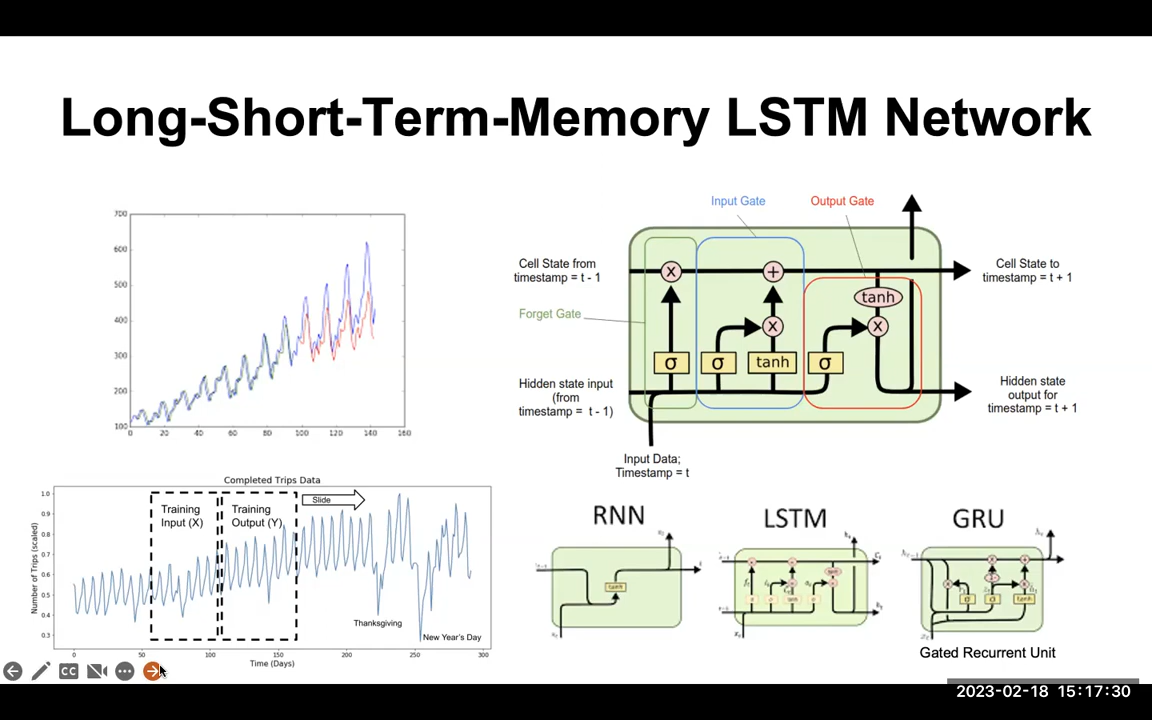 Long-Short-Term-Memory LSTM Network
700
600
500
400
300
200
100
0
20
40
60
80
100
120
140
160
Input Gate
Output Gate
Cell State from
timestamp = t - 1
Cell State to
timestamp = t + 1
Forget Gate
x
+
tanh
x
x
σ
σ
tanh
σ
Hidden state input
(from
timestamp = t - 1)
Hidden state
output for
timestamp = t + 1
Input Data;
Timestamp = t
Completed Trips Data
Number of Trips (scaled)
1.0
0.9
0.8
0.7
0.6
0.5
0.4
0.3
Training
Input (X)
Training
Output (Y)
Slide
Thanksgiving
New Year's Day
0
50
100
150
200
250
300
Time (Days)
RNN
tanh
LSTM
GRU
σ
σ
tanh
Gated Recurrent Unit
CC
2023-02-18 15:17:30